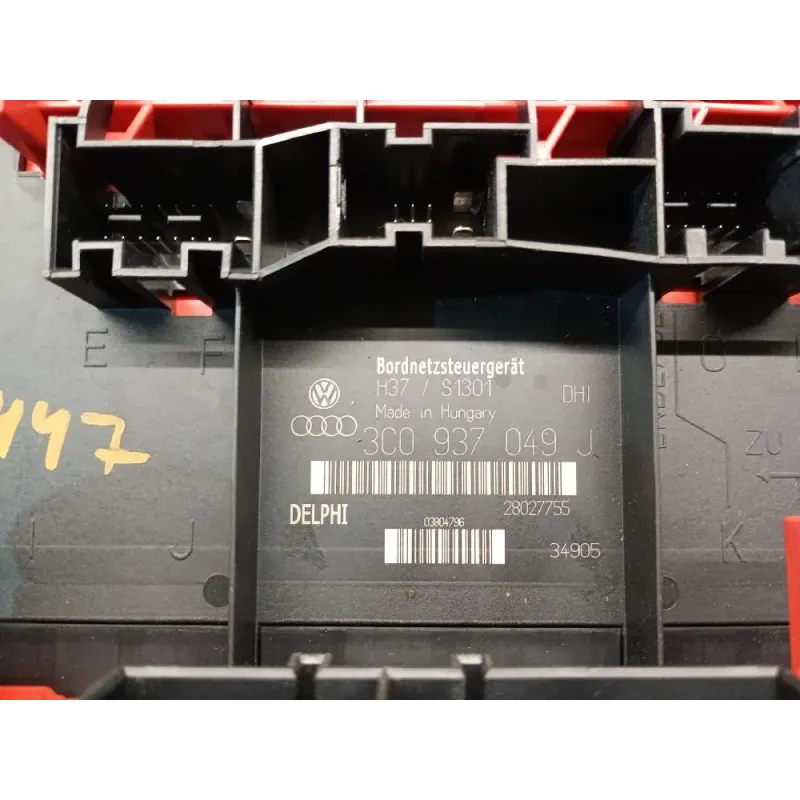 E F
Bordnetzsteuergerät
H37 / S1301 DHI
Made in Hungary
3C0 937 049 J
447
ZU
28027755
DELPHI
03804796
34905
I J K